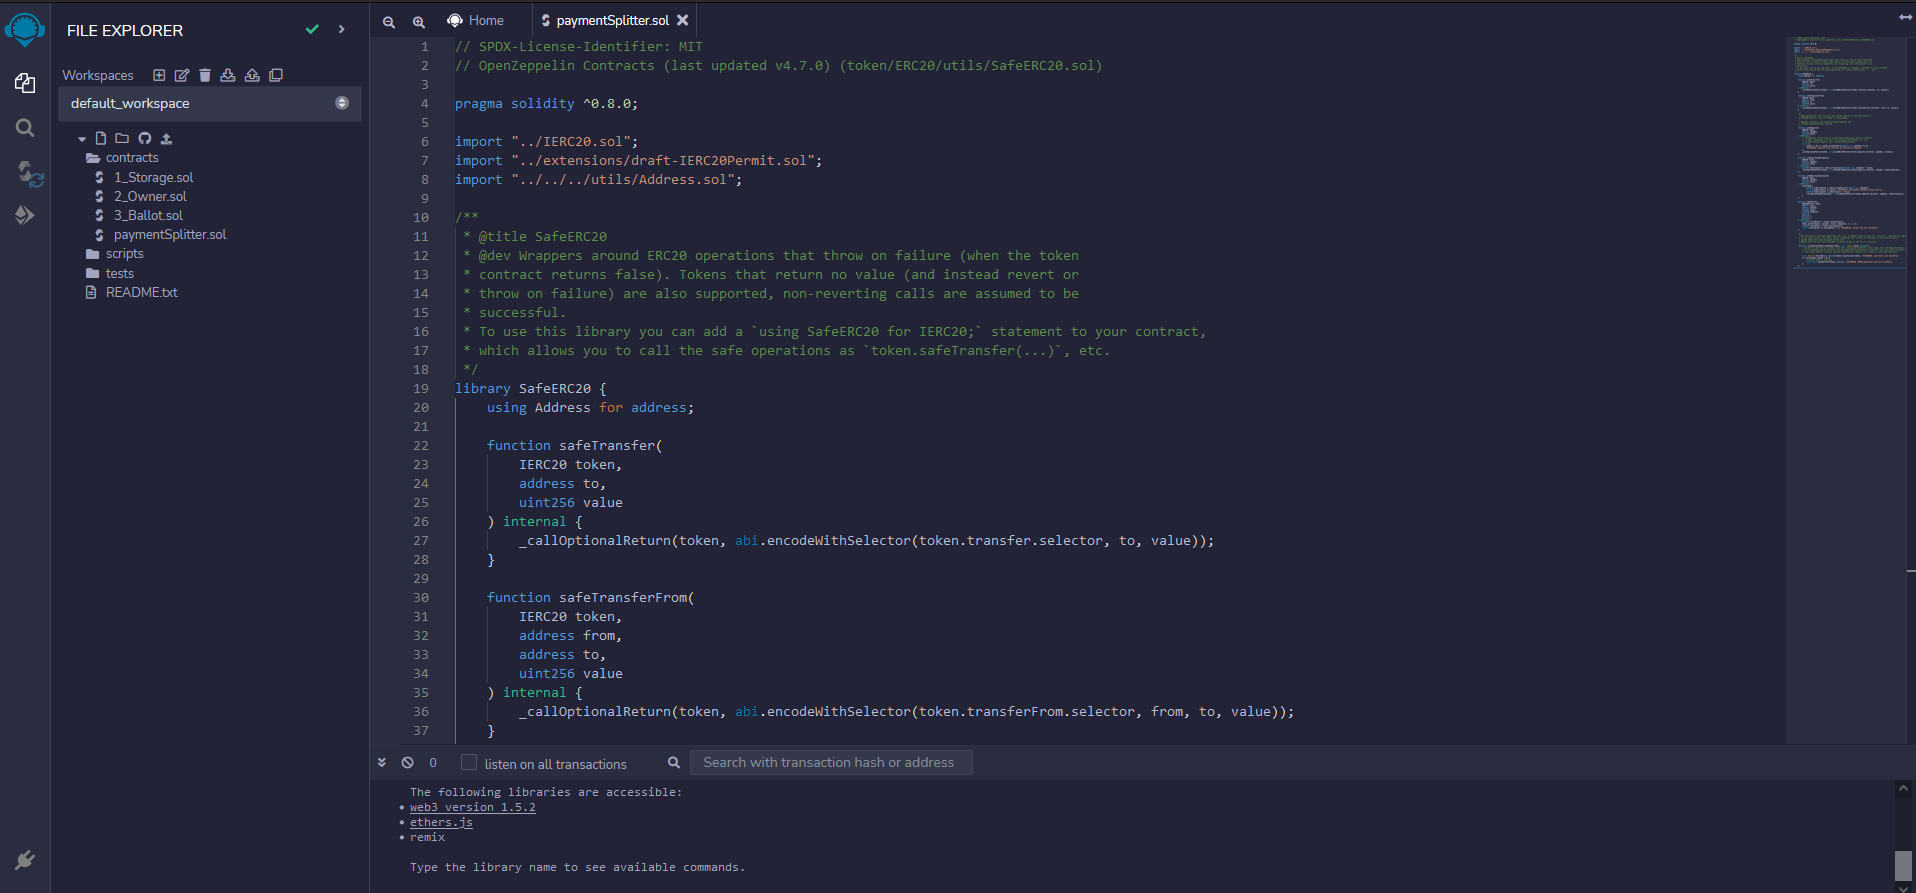 FILE EXPLORER
Workspaces
default_workspace
contracts
1_Storage.sol
2_Owner.sol
3_Ballot.sol
paymentSplitter.sol
scripts
tests
README.txt
Home
paymentSplitter.sol
1 // SPDX-License-Identifier: MIT
2 // OpenZeppelin Contracts (last updated v4.7.0) (token/ERC20/utils/SafeERC20.sol)
3
4 pragma solidity ^0.8.0;
5
6 import "../IERC20.sol";
7 import "../extensions/draft-IERC20Permit.sol";
8 import "../../../utils/Address.sol";
9
10 /**
11  * @title SafeERC20
12  * @dev Wrappers around ERC20 operations that throw on failure (when the token
13  * contract returns false). Tokens that return no value (and instead revert or
14  * throw on failure) are also supported, non-reverting calls are assumed to be
15  * successful.
16  * To use this library you can add a `using SafeERC20 for IERC20;` statement to your contract,
17  * which allows you to call the safe operations as `token.safeTransfer(...)`, etc.
18  */
19 library SafeERC20 {
20     using Address for address;
21
22     function safeTransfer(
23         IERC20 token,
24         address to,
25         uint256 value
26     ) internal {
27         _callOptionalReturn(token, abi.encodeWithSelector(token.transfer.selector, to, value));
28     }
29
30     function safeTransferFrom(
31         IERC20 token,
32         address from,
33         address to,
34         uint256 value
35     ) internal {
36         _callOptionalReturn(token, abi.encodeWithSelector(token.transferFrom.selector, from, to, value));
37     }
0 listen on all transactions Search with transaction hash or address
The following libraries are accessible:
• web3 version 1.5.2
• ethers.js
• remix
Type the library name to see available commands.